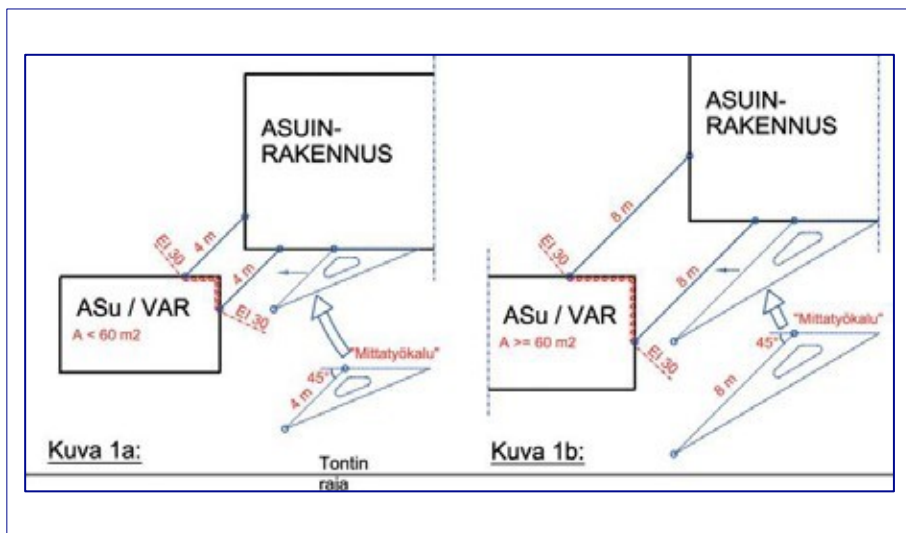 ASUIN-
RAKENNUS
EI 30
4 m
4 m
EI 30
ASu / VAR
A < 60 m2
"Mittatyökalu"
45°
4 m
Kuva 1a:
ASUIN-
RAKENNUS
8 m
EI 30
8 m
ASu / VAR
A >= 60 m2
EI 30
"Mittatyökalu"
45°
8 m
Kuva 1b:
Tontin
raja